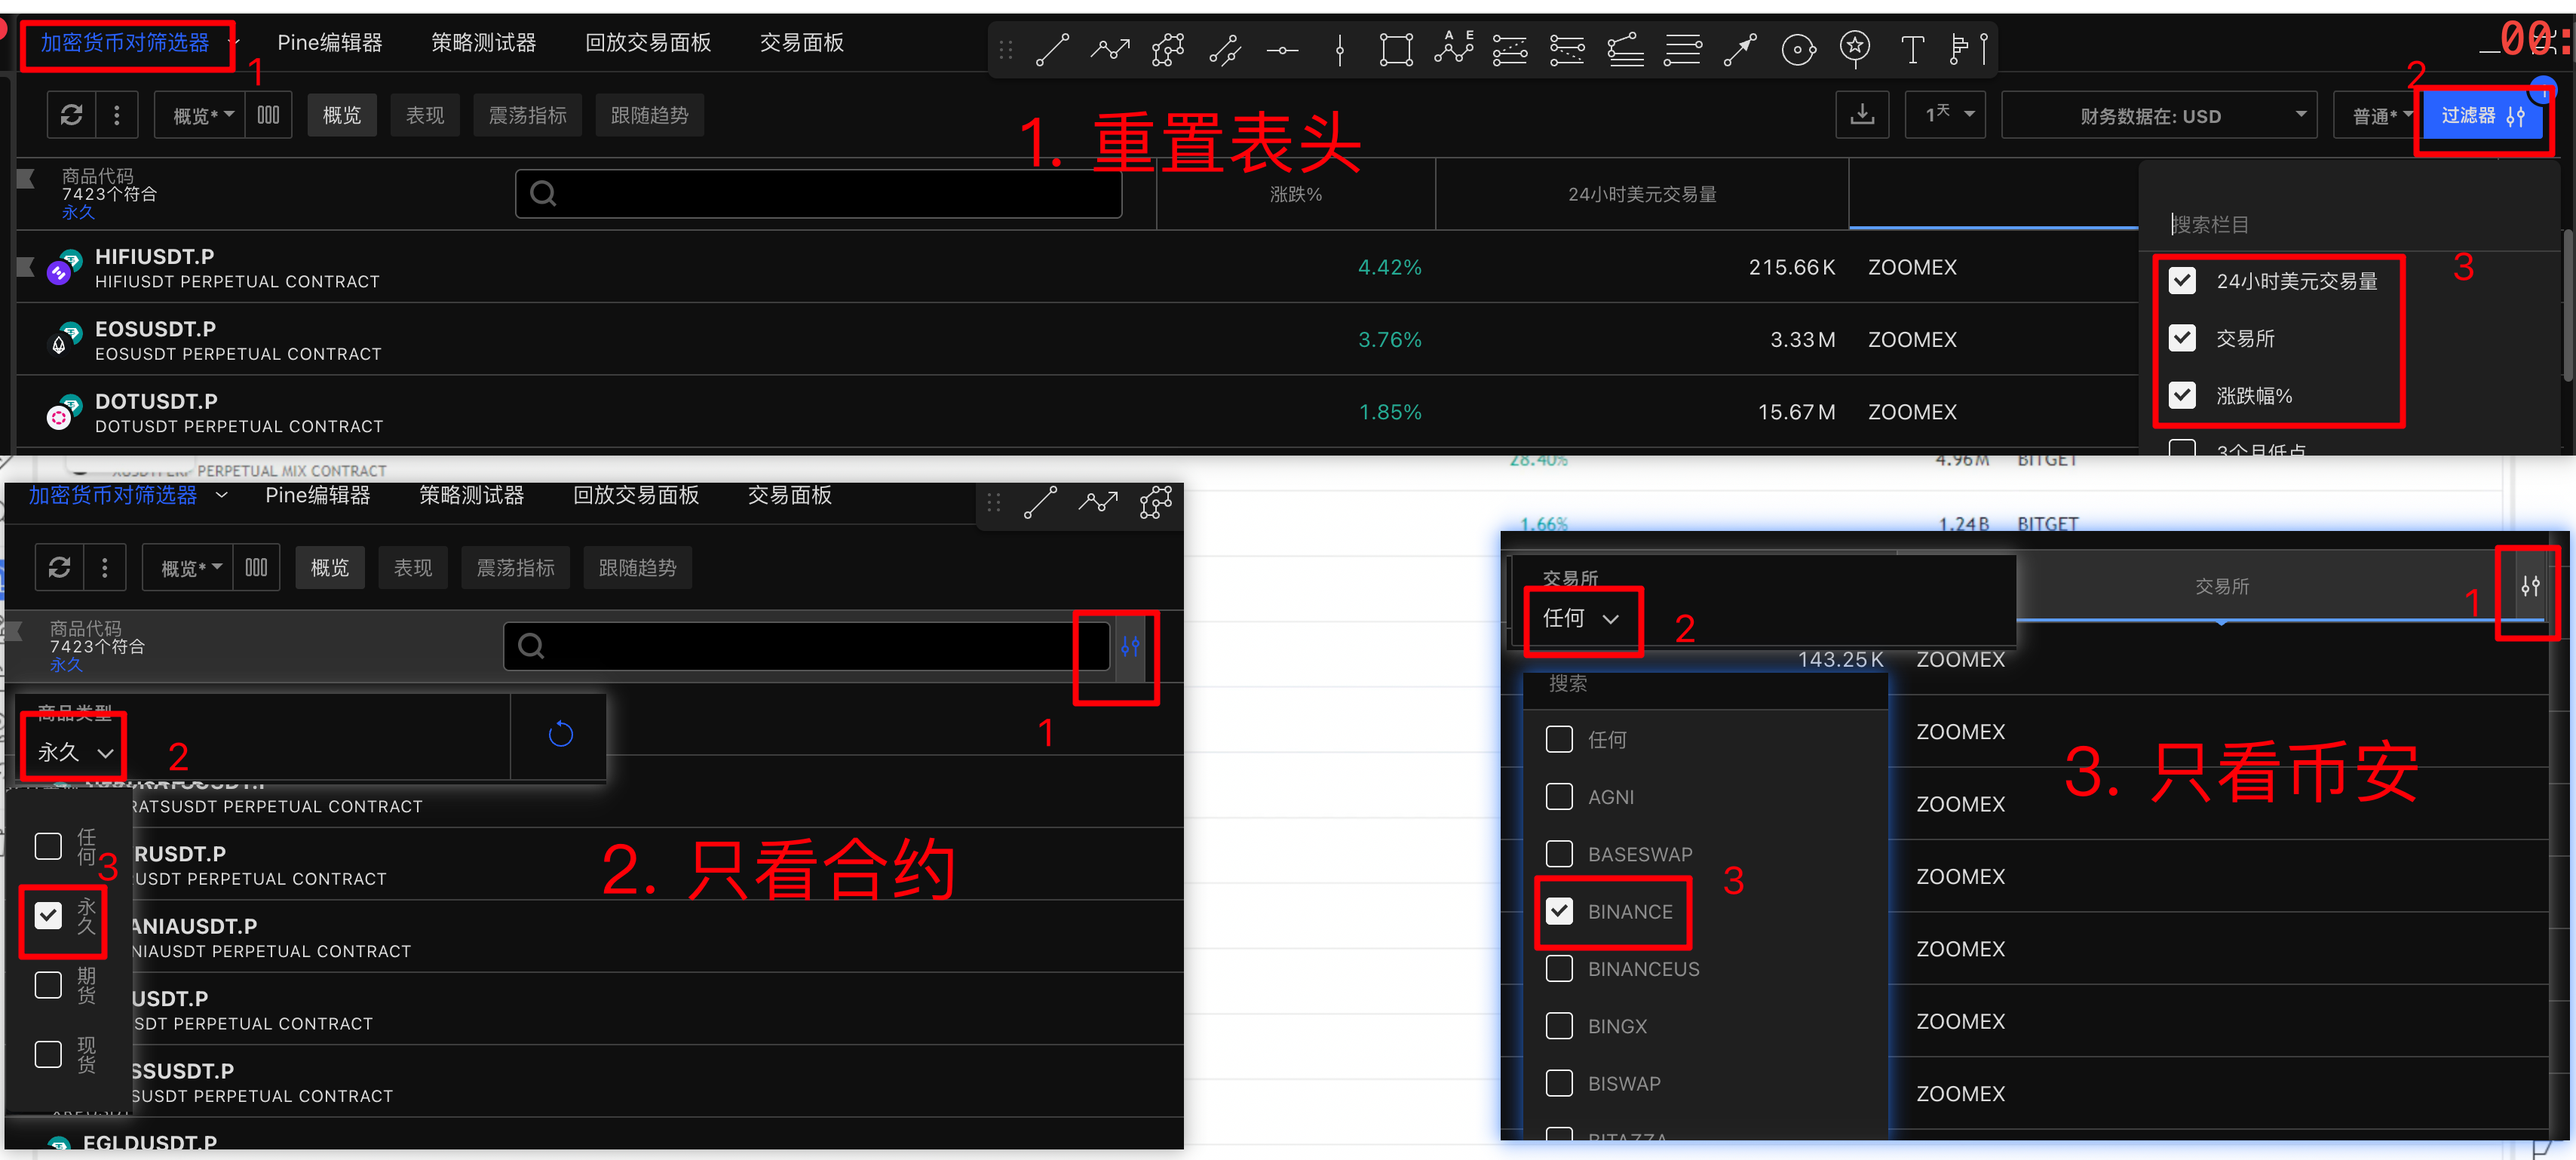 加密货币对筛选器
Pine编辑器
策略测试器
回放交易面板
交易面板
A E
00:
1
2
概览*
概览
表现
震荡指标
跟随趋势
1. 重置表头
1天
财务数据在: USD
普通*
过滤器
商品代码
7423个符合
永久
涨跌%
24小时美元交易量
搜索栏目
HIFIUSDT.P
HIFIUSDT PERPETUAL CONTRACT
4.42%
215.66 K
ZOOMEX
24小时美元交易量
3
EOSUSDT.P
EOSUSDT PERPETUAL CONTRACT
3.76%
3.33 M
ZOOMEX
交易所
DOTUSDT.P
DOTUSDT PERPETUAL CONTRACT
1.85%
15.67 M
ZOOMEX
涨跌幅%
3个月低点
PERPETUAL MIX CONTRACT
28.40%
4.96M
BITGET
1.66%
1.24 B
BITGET
加密货币对筛选器
Pine编辑器
策略测试器
回放交易面板
交易面板
概览*
概览
表现
震荡指标
跟随趋势
商品代码
7423个符合
永久
1
商品类型
永久
2
RATSUSDT PERPETUAL CONTRACT
任何
3
RUSDT.P
USDT PERPETUAL CONTRACT
2. 只看合约
永久
ANIAUSDT.P
NIAUSDT PERPETUAL CONTRACT
期货
USDT.P
SDT PERPETUAL CONTRACT
现货
SSUSDT.P
SUSDT PERPETUAL CONTRACT
EGLDUSDT.P
交易所
任何
2
交易所
1
143.25 K
ZOOMEX
搜索
任何
ZOOMEX
3. 只看币安
AGNI
ZOOMEX
BASESWAP
ZOOMEX
3
BINANCE
ZOOMEX
BINANCEUS
ZOOMEX
BINGX
ZOOMEX
BISWAP
BITAZZA